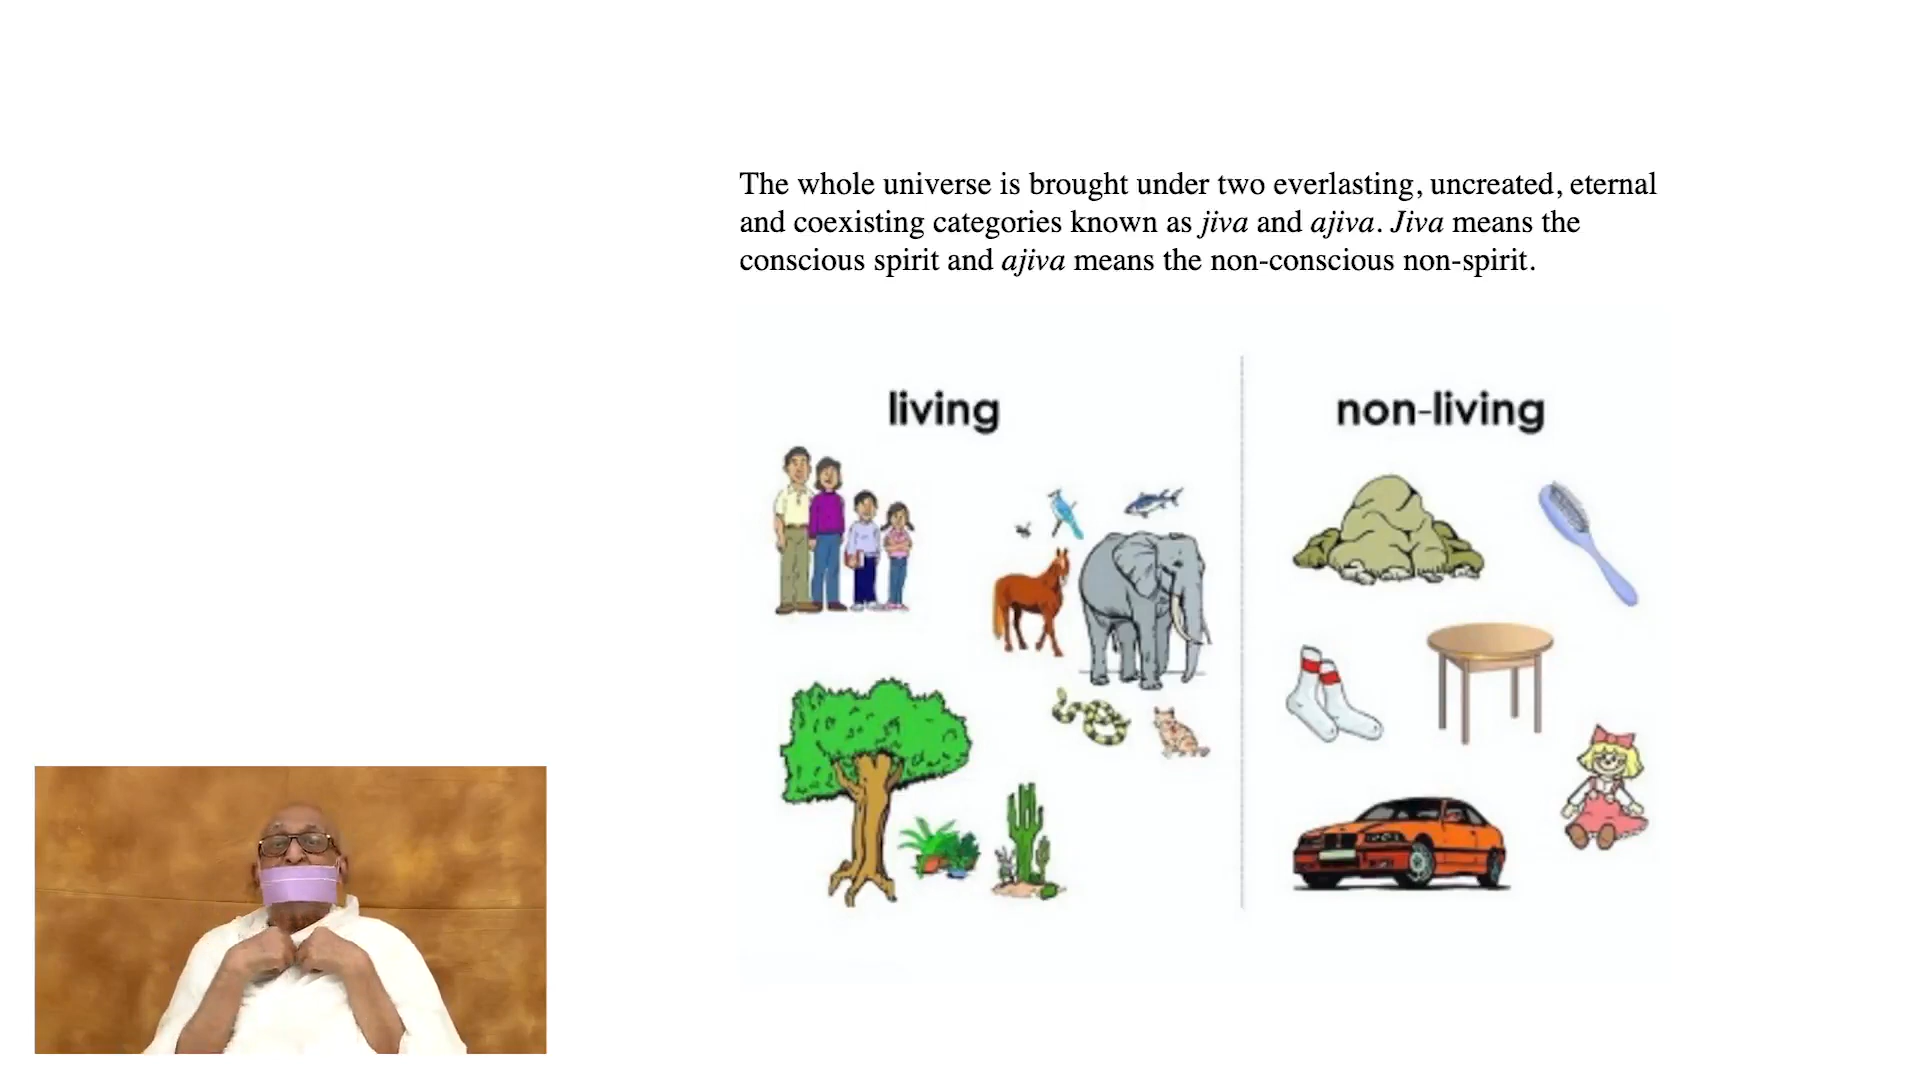 The whole universe is brought under two everlasting, uncreated, eternal
and coexisting categories known as jiva and ajiva. Jiva means the
conscious spirit and ajiva means the non-conscious non-spirit.
living
non-living